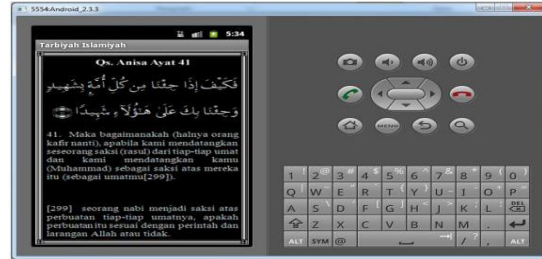 5554:Android_2.3.3
5:34
Tarbiyah Islamiyah
Qs. Anisa Ayat 41
فَكَيْفَ إِذَا جِئْنَا مِن كُلِّ أُمَّةٍ بِشَهِيدٍ
وَجِئْنَا بِكَ عَلَىٰ هَٰٓؤُلَآءِ شَهِيدًا ﴿٤١﴾
41. Maka bagaimanakah (halnya orang
kafir nanti), apabila kami mendatangkan
seseorang saksi (rasul) dari tiap-tiap umat
dan kami mendatangkan kamu
(Muhammad) sebagai saksi atas mereka
itu (sebagai umatmu[299]).
[299] seorang nabi menjadi saksi atas
perbuatan tiap-tiap umatnya, apakah
perbuatan itu sesuai dengan perintah dan
larangan Allah atau tidak.
MENU
1 ! 2 @ 3 # 4 $ 5 % 6 ^ 7 & 8 * 9 ( 0 )
Q W E R T Y U I O P
A S D F G H J K L DEL
Z X C V B N M .
ALT SYM @ / ? , ALT